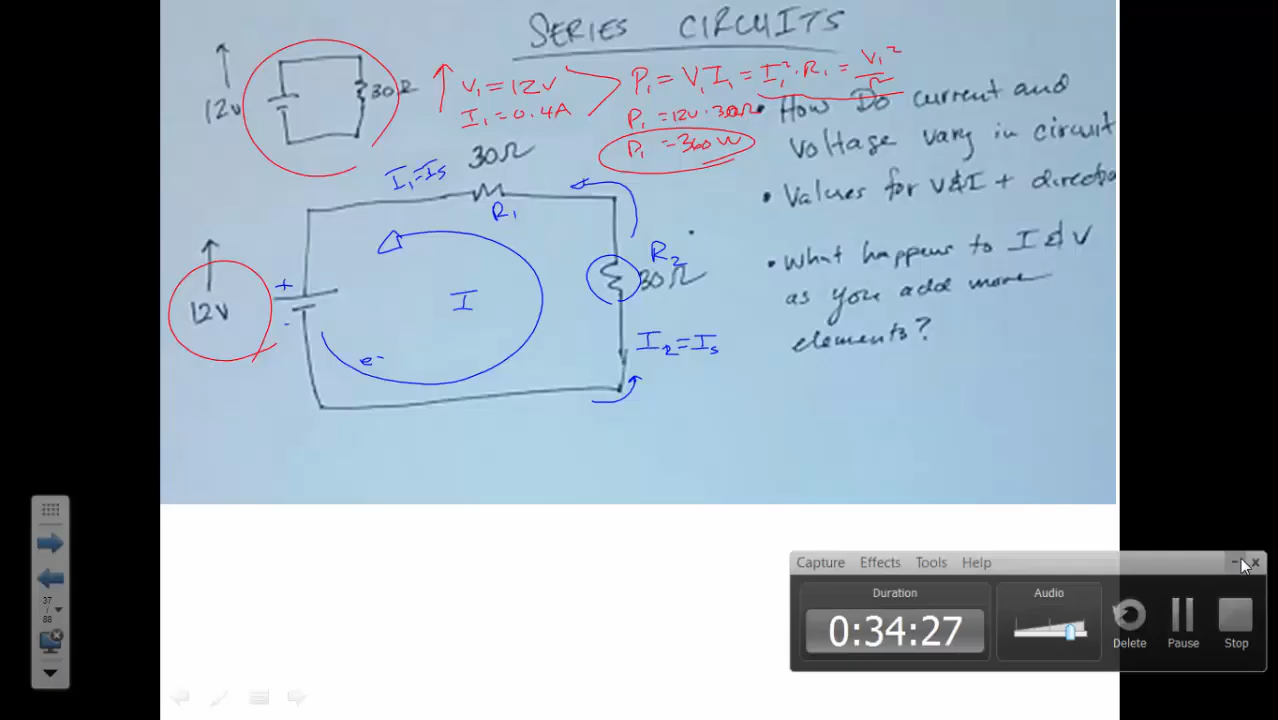 SERIES CIRCUITS
12v
30Ω
V₁ = 12V
I₁ = 0.4A
P₁ = V₁I₁ = I₁²·R₁ = V₁²/R
P₁ = 12V·30Ω
P₁ = 360W
• How Do current and
voltage vary in circuit
• Values for V&I + directio
• What happens to I & V
as you add more
elements?
I₁=Is
30Ω
R₁
R₂
30Ω
12V
+
-
I
e-
I₂=Is
37
/
88
Capture Effects Tools Help
Duration
0:34:27
Audio
Delete
Pause
Stop